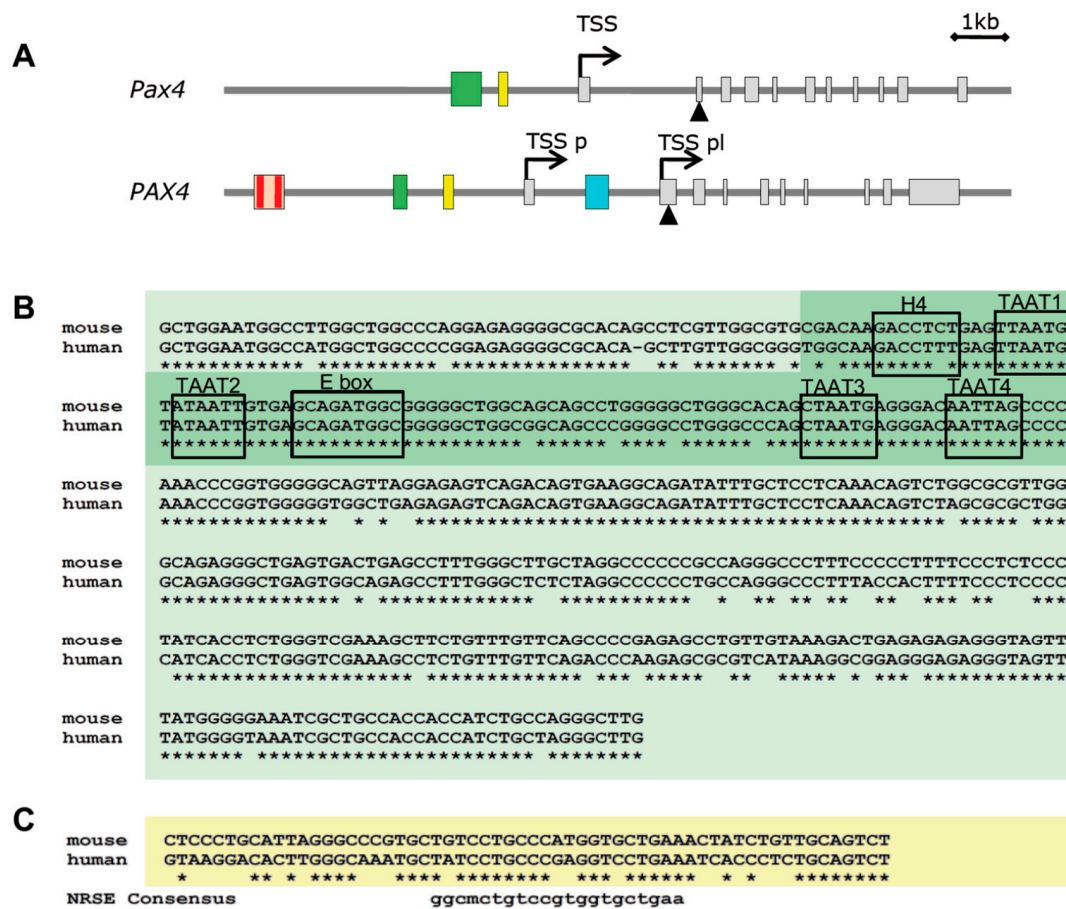 A
TSS
1kb
Pax4
TSS p
TSS pl
PAX4
B
H4
TAAT1
mouse GCTGGAATGGCCTTGGCTGGCCCAGGAGAGGGGCGCACAGCCTCGTTGGCGTGCGACAAGACCTCTGAGTTAATG
human GCTGGAATGGCCATGGCTGGCCCCGGAGAGGGGCGCACA-GCTTGTTGGCGGGTGGCAAGACCTTTGAGTTAATG
************ ********** *************** ** ******* * * ******** **********
TAAT2
E box
TAAT3
TAAT4
mouse TATAATTGTGAGCAGATGGCGGGGGCTGGCAGCAGCCTGGGGGCTGGGCACAGCTAATGAGGGACAATTAGCCCC
human TATAATTGTGAGCAGATGGCGGGGGCTGGCGGCAGCCCGGGGCCTGGGCCCAGCTAATGAGGGACAATTAGCCCC
****************************** ****** **** ****** *************************
mouse AAACCCGGTGGGGGCAGTTAGGAGAGTCAGACAGTGAAGGCAGATATTTGCTCCTCAAACAGTCTGGCGCGTTGG
human AAACCCGGTGGGGGTGGCTGAGAGAGTCAGACAGTGAAGGCAGATATTTGCTCCTCAAACAGTCTAGCGCGCTGG
************** * * ******************************************** ***** ***
mouse GCAGAGGGCTGAGTGACTGAGCCTTTGGGCTTGCTAGGCCCCCCGCCAGGGCCCTTTCCCCCTTTTCCCTCTCCC
human GCAGAGGGCTGAGTGGCAGAGCCTTTGGGCTCTCTAGGCCCCCCTGCCAGGGCCCTTTACCACTTTTCCCTCCCC
*************** * ************* *********** * ** ** ** ** *** ** ***
mouse TATCACCTCTGGGTCGAAAGCTTCTGTTTGTTCAGCCCCGAGAGCCTGTTGTAAAGACTGAGAGAGAGGGTAGTT
human CATCACCTCTGGGTCGAAAGCCTCTGTTTGTTCAGACCCAAGAGCGCGTCATAAAGGCGGAGGGAGAGGGTAGTT
******************** ************* *** ***** ** ***** * *** ************
mouse TATGGGGGAAATCGCTGCCACCACCATCTGCCAGGGCTTG
human TATGGGGTAAATCGCTGCCACCACCATCTGCTAGGGCTTG
******* *********************** ********
C
mouse CTCCCTGCATTAGGGCCCGTGCTGTCCTGCCCATGGTGCTGAAACTATCTGTTGCAGTCT
human GTAAGGACACTTGGGCAAATGCTATCCTGCCCGAGGTCCTGAAATCACCCTCTGCAGTCT
* ** * **** **** ******** *** ****** * * ********
NRSE Consensus ggcmctgtccgtggtgctgaa